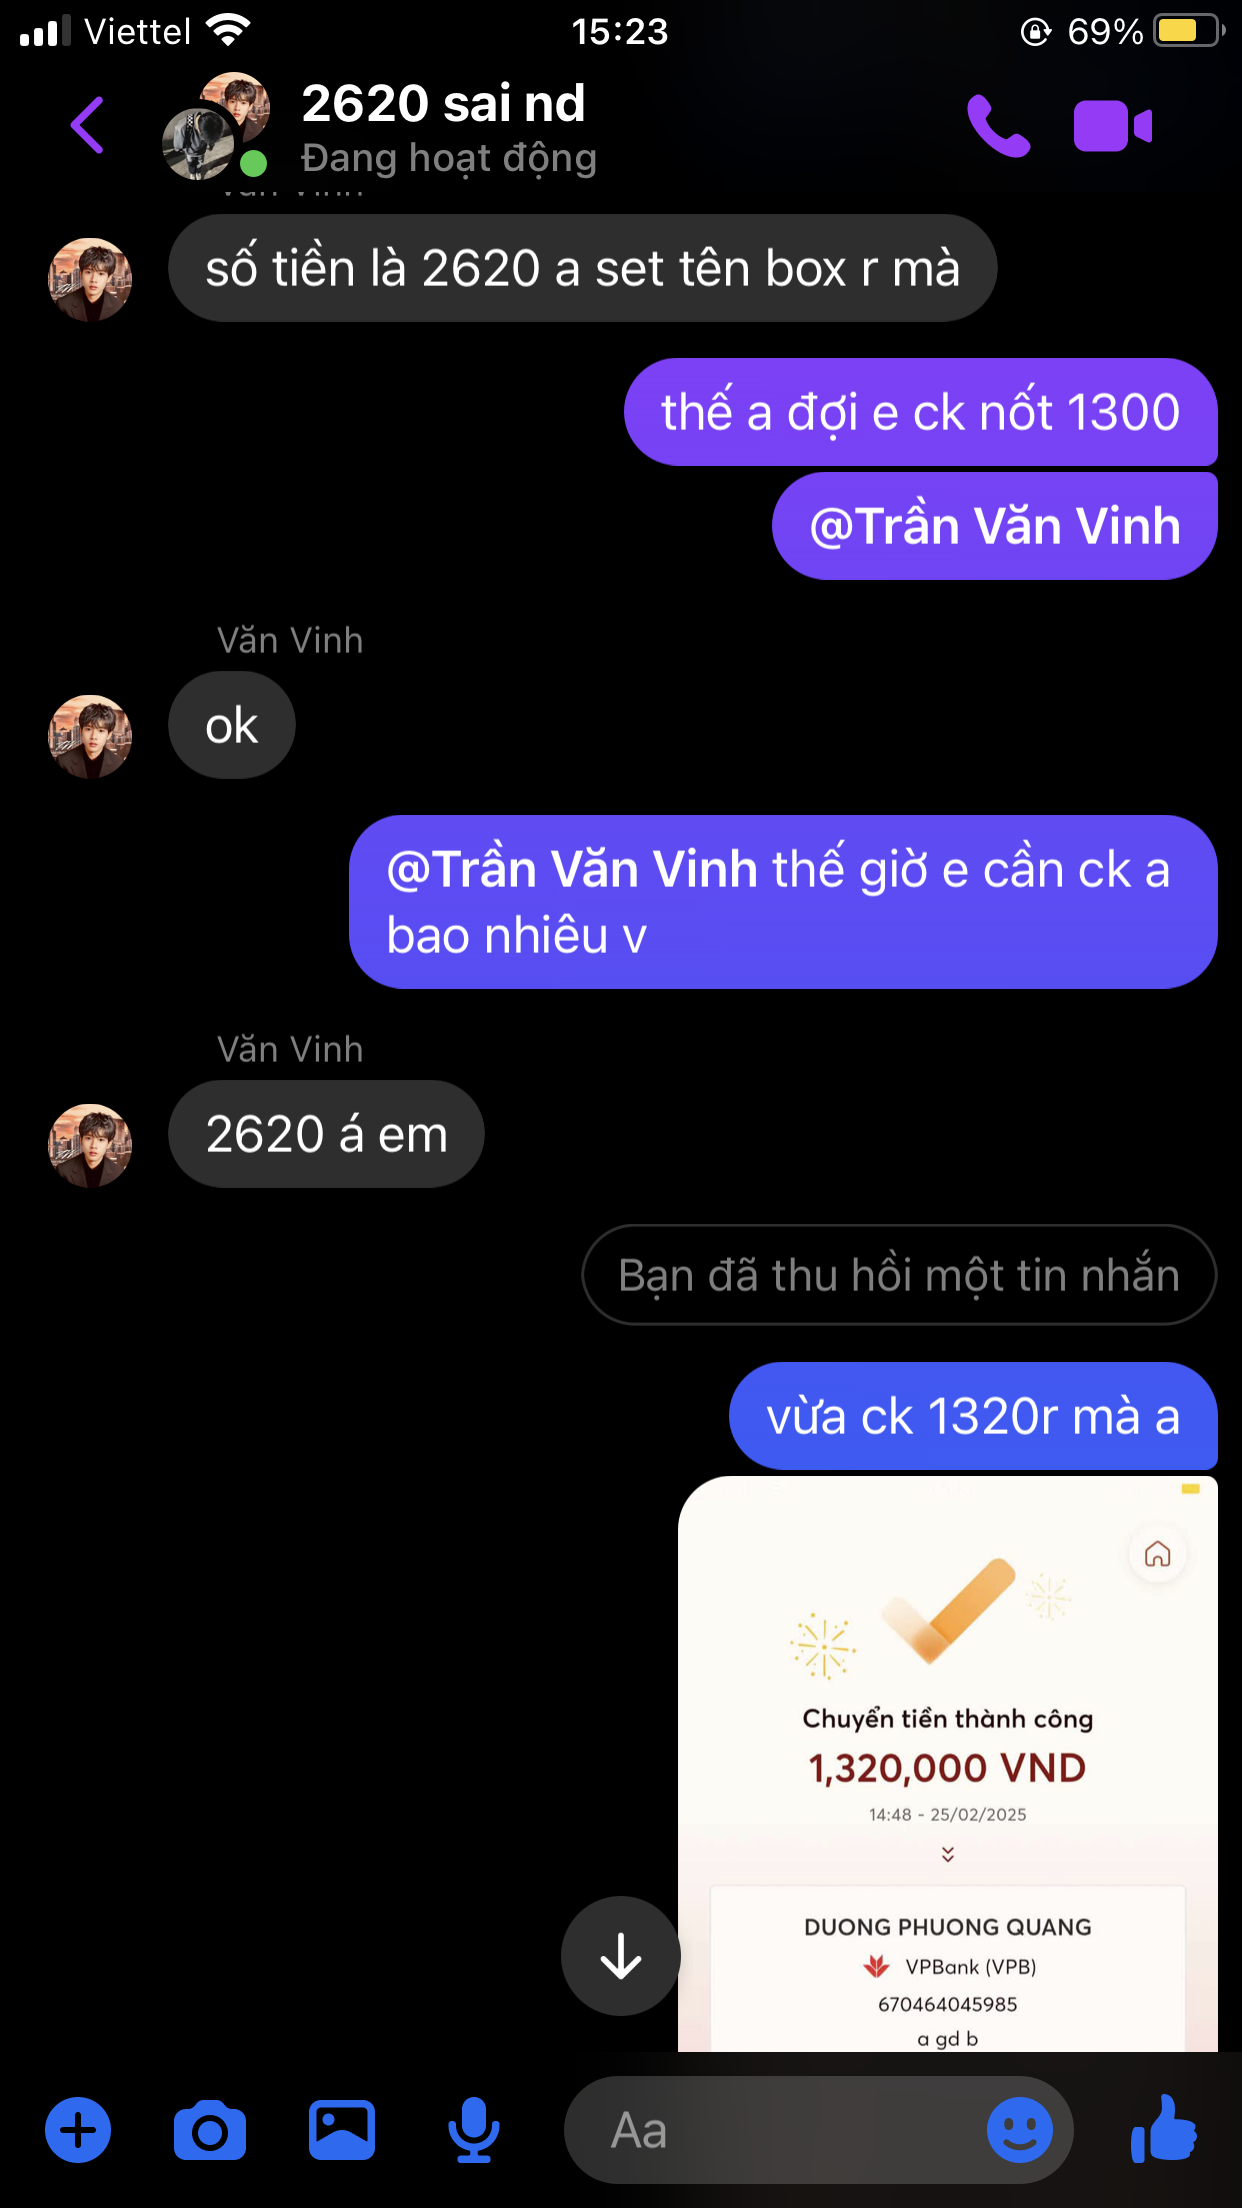 Viettel 15:23 69%
2620 sai nd
Đang hoạt động
Văn Vinh
số tiền là 2620 a set tên box r mà
thế a đợi e ck nốt 1300
@Trần Văn Vinh
Văn Vinh
ok
@Trần Văn Vinh thế giờ e cần ck a
bao nhiêu v
Văn Vinh
2620 á em
Bạn đã thu hồi một tin nhắn
vừa ck 1320r mà a
Chuyển tiền thành công
1,320,000 VND
14:48 - 25/02/2025
DUONG PHUONG QUANG
VPBank (VPB)
670464045985
a gd b
Aa